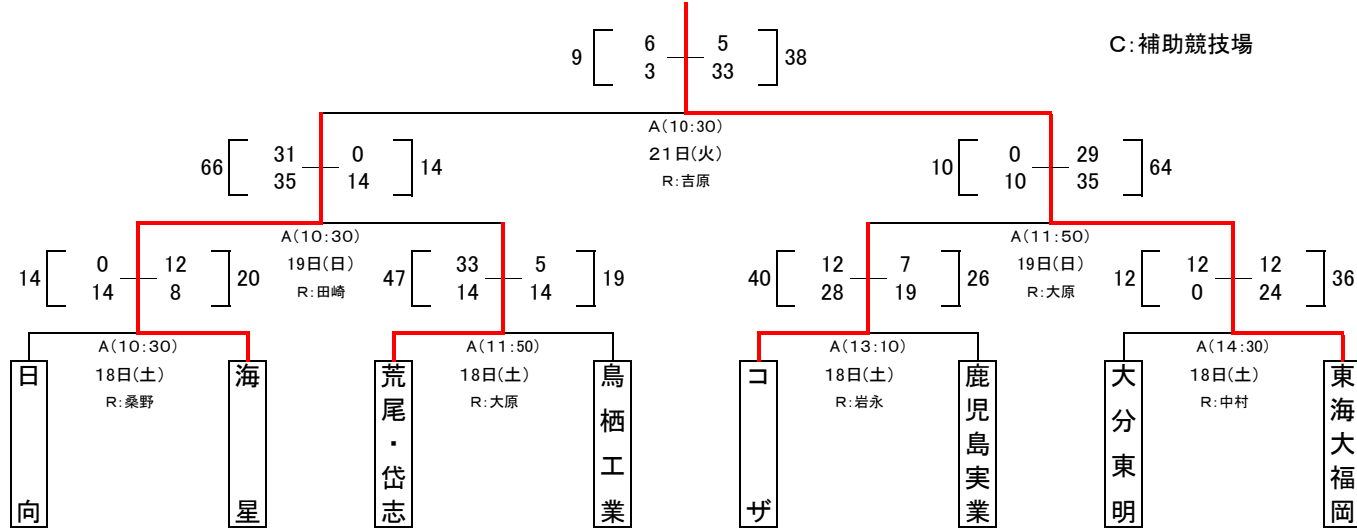 C:補助競技場
9 6 5 38
3 33
A(10:30)
21日(火)
R:吉原
66 31 0 14
35 14
10 0 29 64
10 35
A(10:30)
19日(日)
R:田崎
A(11:50)
19日(日)
R:大原
14 0 12 20
14 8
47 33 5 19
14 14
40 12 7 26
28 19
12 12 12 36
0 24
A(10:30)
18日(土)
R:桑野
A(11:50)
18日(土)
R:大原
A(13:10)
18日(土)
R:岩永
A(14:30)
18日(土)
R:中村
日向
海星
荒尾・岱志
鳥栖工業
コザ
鹿児島実業
大分東明
東海大福岡